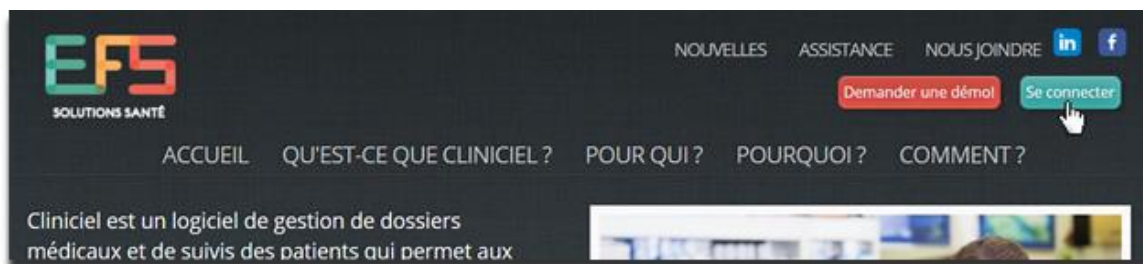 EFS
SOLUTIONS SANTÉ
NOUVELLES ASSISTANCE NOUS JOINDRE in f
Demander une démo! Se connecter
ACCUEIL QU'EST-CE QUE CLINICIEL ? POUR QUI ? POURQUOI ? COMMENT ?
Cliniciel est un logiciel de gestion de dossiers
médicaux et de suivis des patients qui permet aux